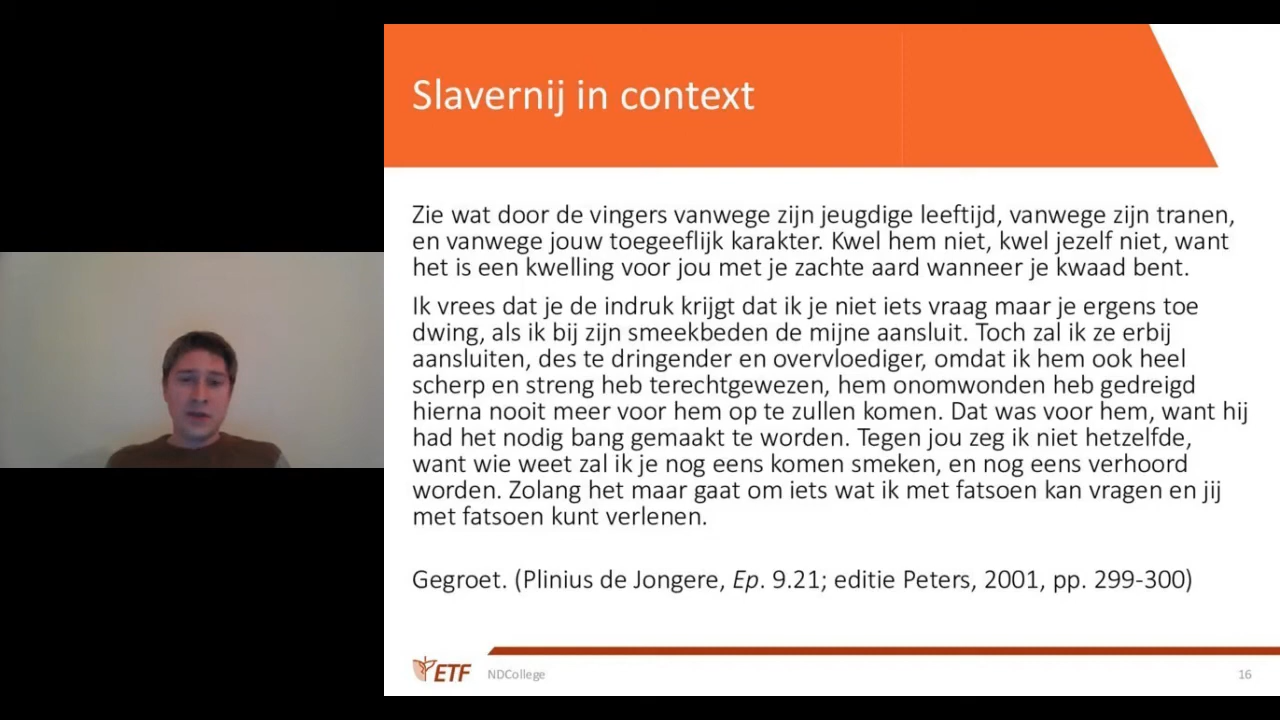 Slavernij in context
Zie wat door de vingers vanwege zijn jeugdige leeftijd, vanwege zijn tranen,
en vanwege jouw toegeeflijk karakter. Kwel hem niet, kwel jezelf niet, want
het is een kwelling voor jou met je zachte aard wanneer je kwaad bent.
Ik vrees dat je de indruk krijgt dat ik je niet iets vraag maar je ergens toe
dwing, als ik bij zijn smeekbeden de mijne aansluit. Toch zal ik ze erbij
aansluiten, des te dringender en overvloediger, omdat ik hem ook heel
scherp en streng heb terechtgewezen, hem onomwonden heb gedreigd
hierna nooit meer voor hem op te zullen komen. Dat was voor hem, want hij
had het nodig bang gemaakt te worden. Tegen jou zeg ik niet hetzelfde,
want wie weet zal ik je nog eens komen smeken, en nog eens verhoord
worden. Zolang het maar gaat om iets wat ik met fatsoen kan vragen en jij
met fatsoen kunt verlenen.
Gegroet. (Plinius de Jongere, Ep. 9.21; editie Peters, 2001, pp. 299-300)
ETF NDCollege 16